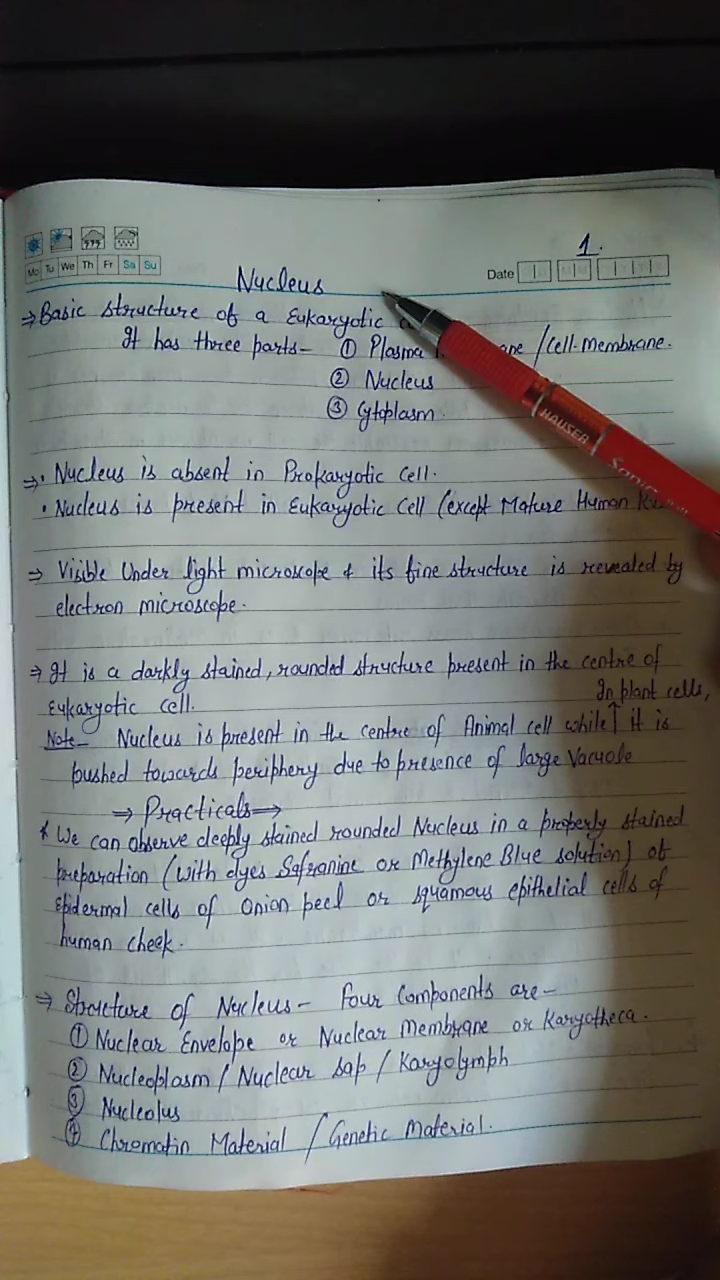 1.
Mo Tu We Th Fr Sa Su
Date
Nucleus
⇒ Basic structure of a Eukaryotic
It has three parts- ① Plasma /Cell-Membrane.
② Nucleus
③ Cytoplasm
⇒ • Nucleus is absent in Prokaryotic Cell.
• Nucleus is present in Eukaryotic Cell (except Mature Human
⇒ Visible Under light microscope & its fine structure is revealed by
electron microscope.
⇒ It is a darkly stained, rounded structure present in the centre of
Eukaryotic cell.
In plant cells,
Note- Nucleus is present in the centre of Animal cell while↑ it is
pushed towards periphery due to presence of large Vacuole
⇒ Practicals ⇒
* We can observe deeply stained rounded Nucleus in a properly stained
preparation (with dyes Safranine or Methylene Blue solution) of
Epidermal cells of Onion peel or squamous epithelial cells of
human cheek.
⇒ Structure of Nucleus- Four Components are-
① Nuclear Envelope or Nuclear Membrane or Karyotheca.
② Nucleoplasm / Nuclear Sap / Karyolymph
③ Nucleolus
④ Chromatin Material / Genetic Material.
HAUSER Sonic